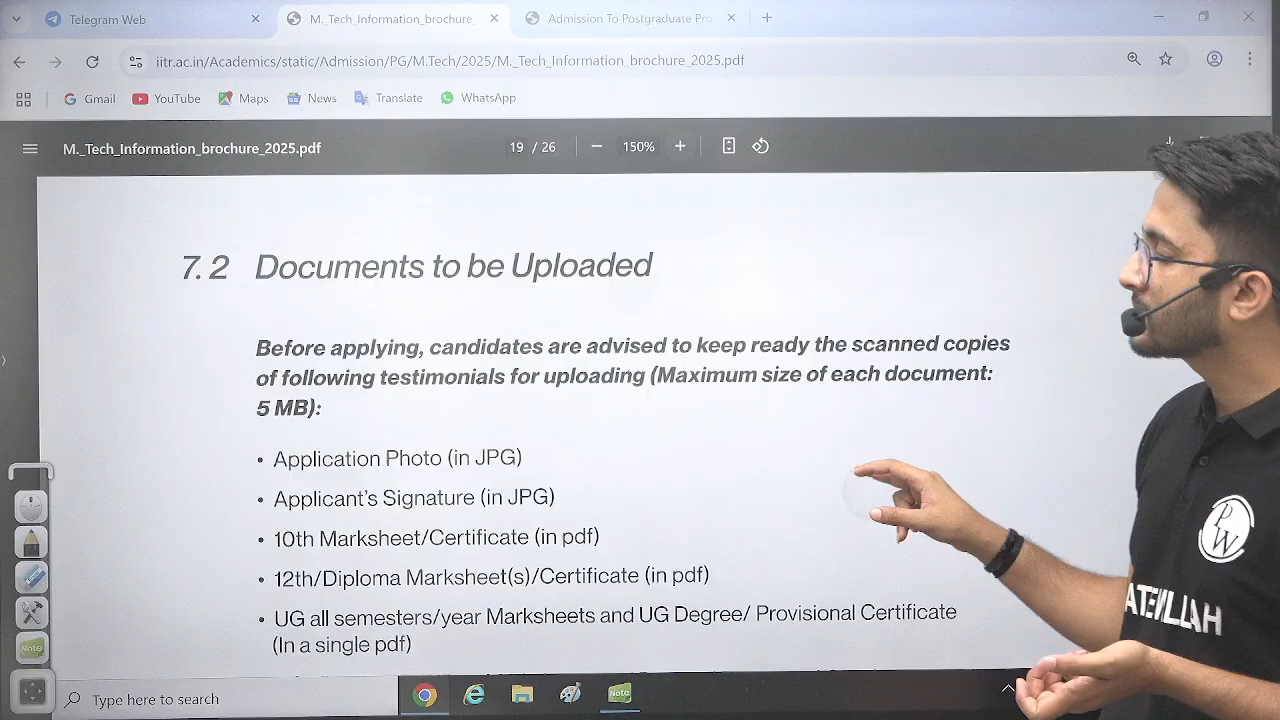 Telegram Web
M. Tech_Information_brochure_
Admission To Postgraduate Pro
iitr.ac.in/Academics/static/Admission/PG/M.Tech/2025/M._Tech_Information_brochure_2025.pdf
Gmail
YouTube
Maps
News
Translate
WhatsApp
M._Tech_Information_brochure_2025.pdf
19 / 26
150%
7. 2 Documents to be Uploaded
Before applying, candidates are advised to keep ready the scanned copies
of following testimonials for uploading (Maximum size of each document:
5 MB):
• Application Photo (in JPG)
• Applicant's Signature (in JPG)
• 10th Marksheet/Certificate (in pdf)
• 12th/Diploma Marksheet(s)/Certificate (in pdf)
• UG all semesters/year Marksheets and UG Degree/ Provisional Certificate
(In a single pdf)
PW
Note
Type here to search
Note